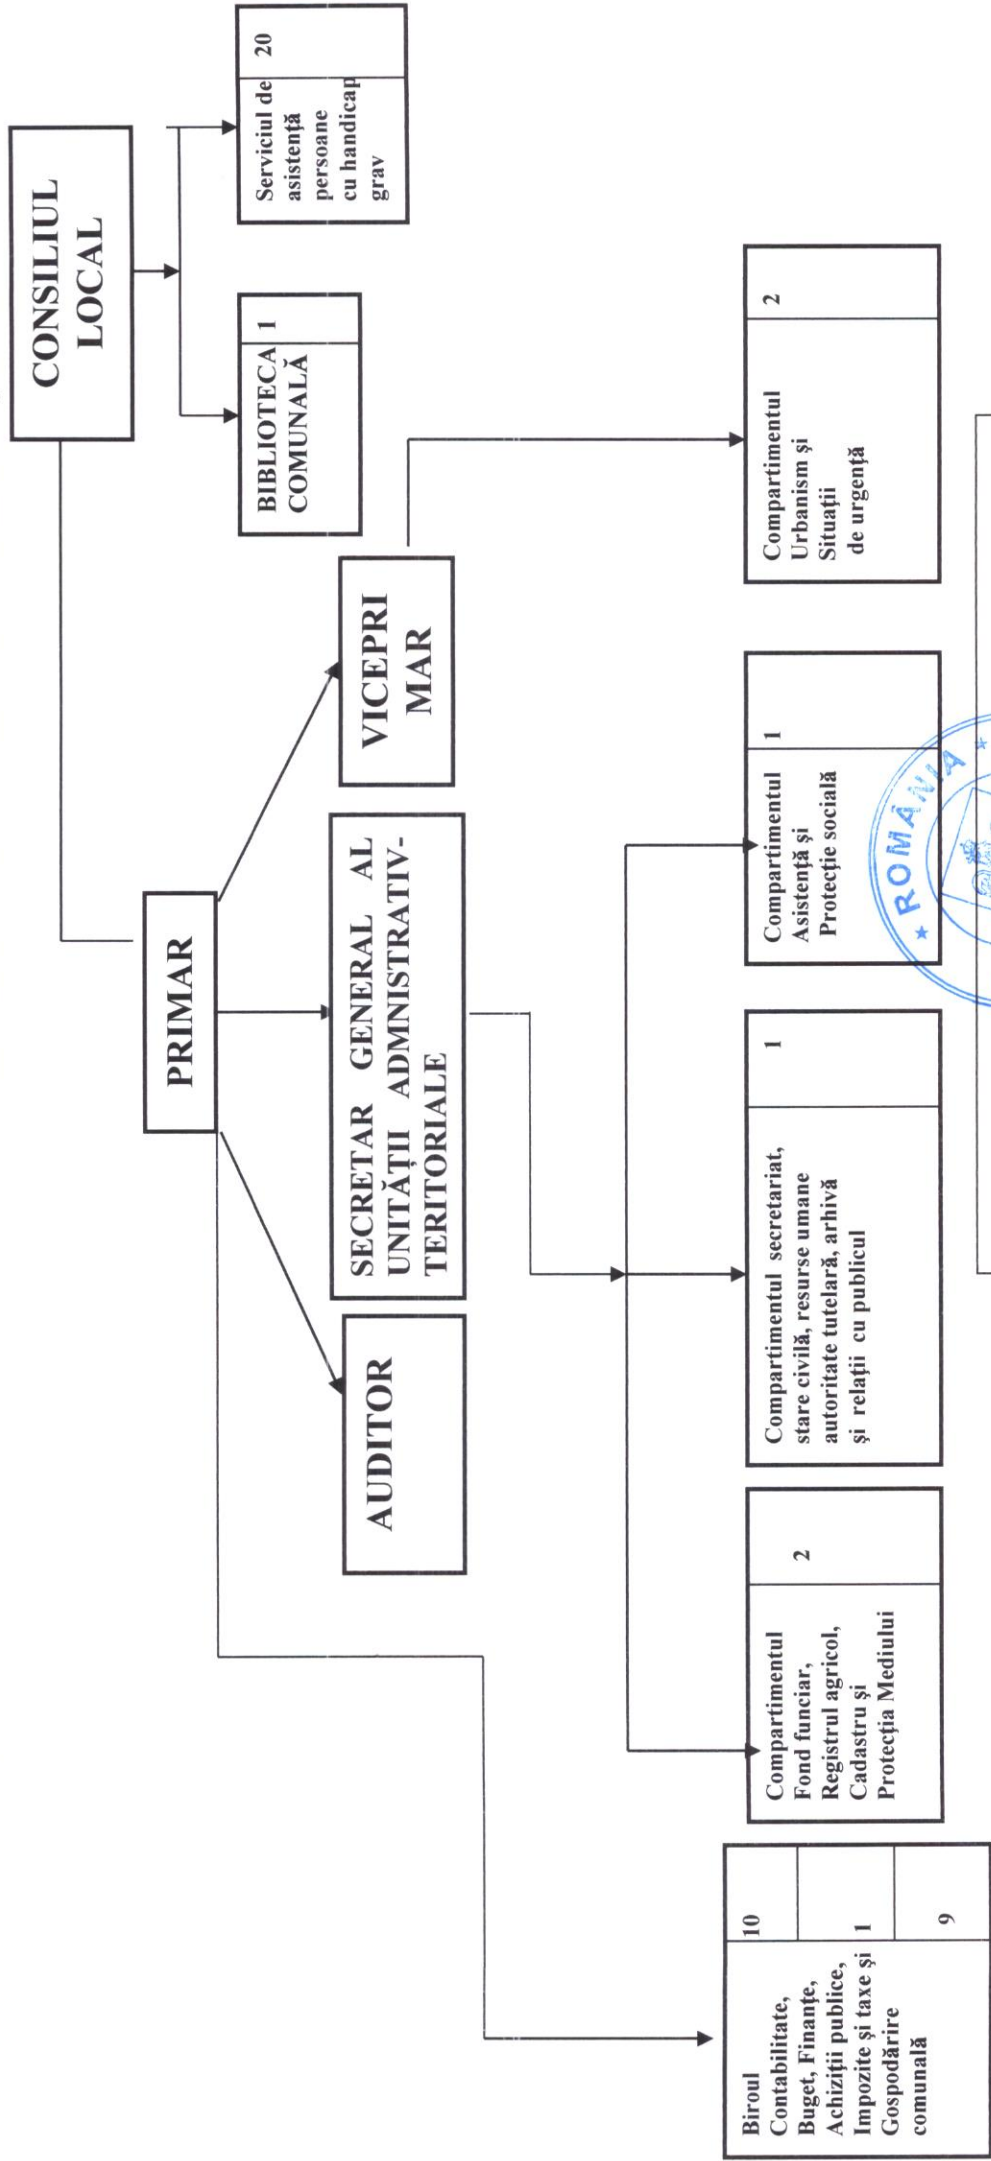 CONSILIUL
LOCAL
PRIMAR
BIBLIOTECA
COMUNALĂ
1
Serviciul de
asistență
persoane
cu handicap
grav
20
AUDITOR
SECRETAR GENERAL AL
UNITĂȚII ADMNISTRATIV-
TERITORIALE
VICEPRI
MAR
Biroul
Contabilitate,
Buget, Finanțe,
Achiziții publice,
Impozite și taxe și
Gospodărire
comunală
10
1
9
Compartimentul
Fond funciar,
Registrul agricol,
Cadastru și
Protecția Mediului
2
Compartimentul secretariat,
stare civilă, resurse umane
autoritate tutelară, arhivă
și relații cu publicul
1
Compartimentul
Asistență și
Protecție socială
1
Compartimentul
Urbanism și
Situații
de urgență
2
* ROMÂNIA *